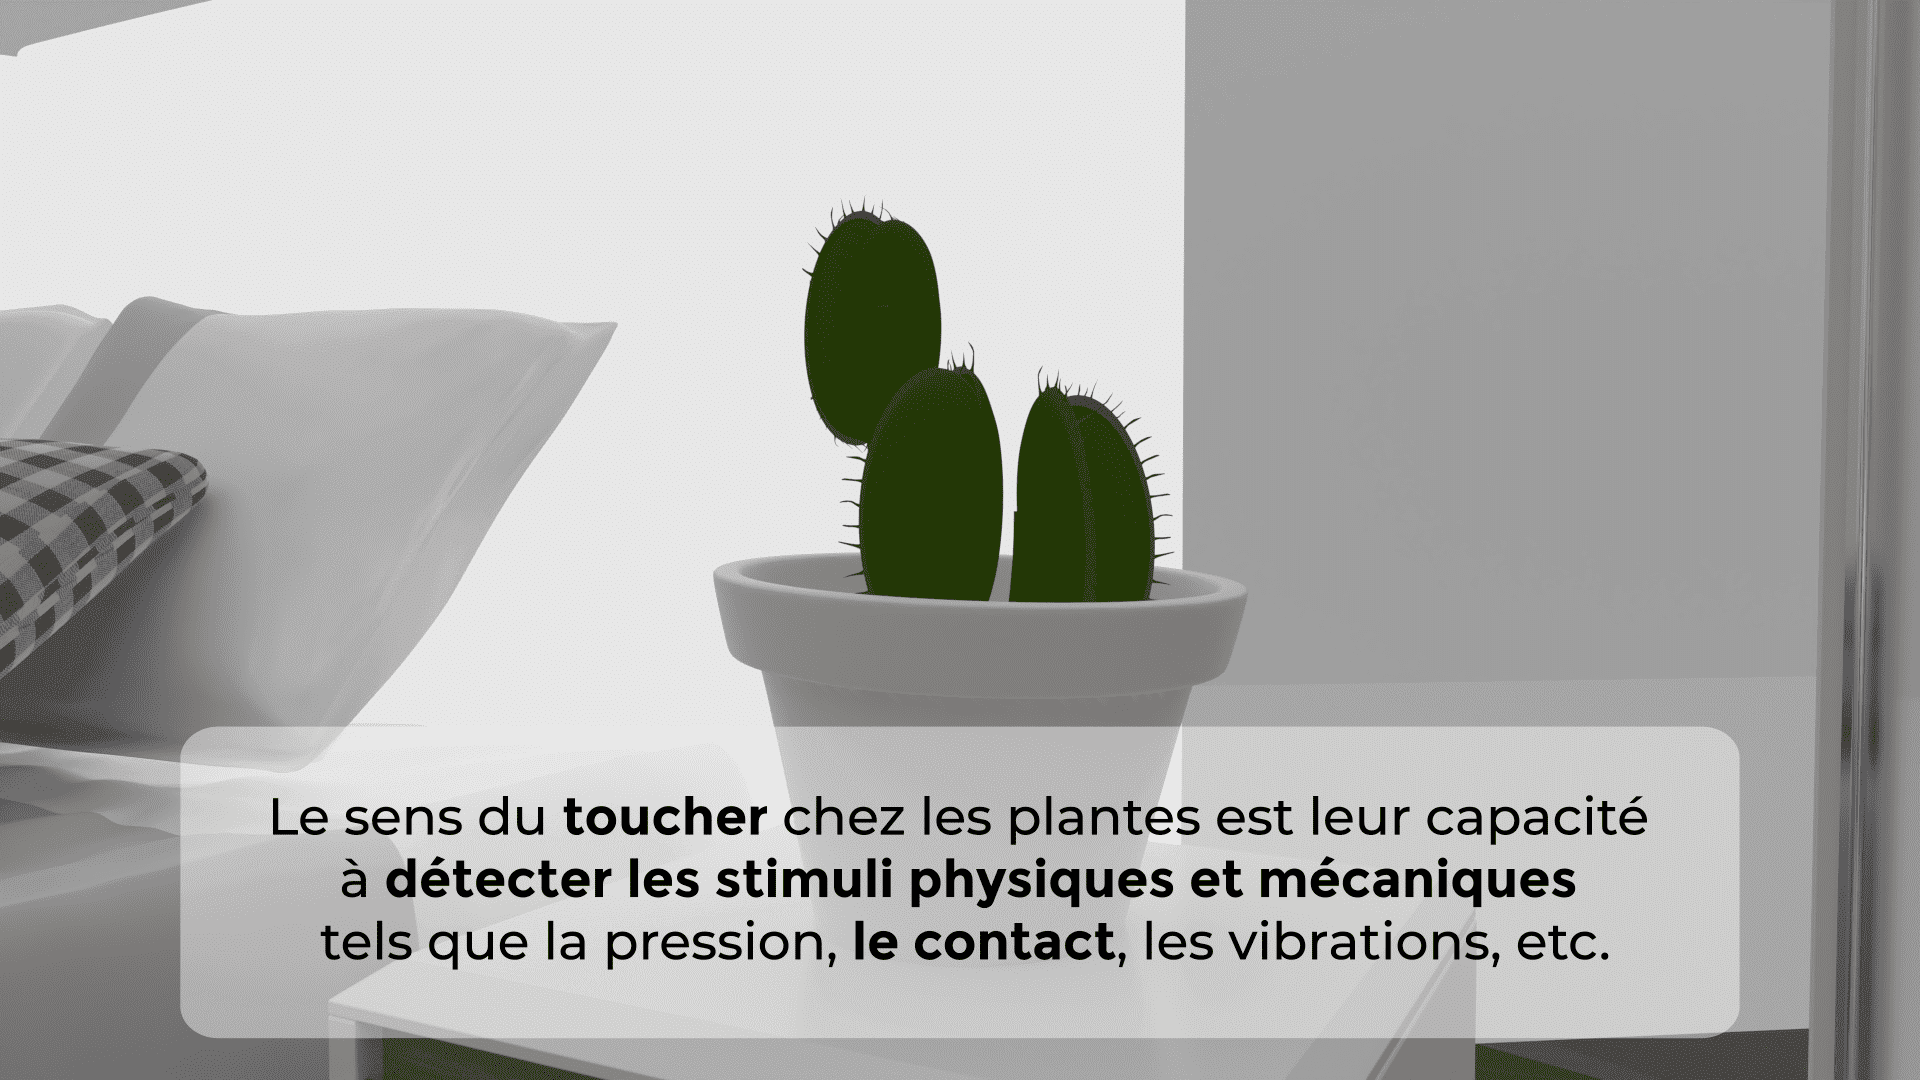 Le sens du toucher chez les plantes est leur capacité
à détecter les stimuli physiques et mécaniques
tels que la pression, le contact, les vibrations, etc.